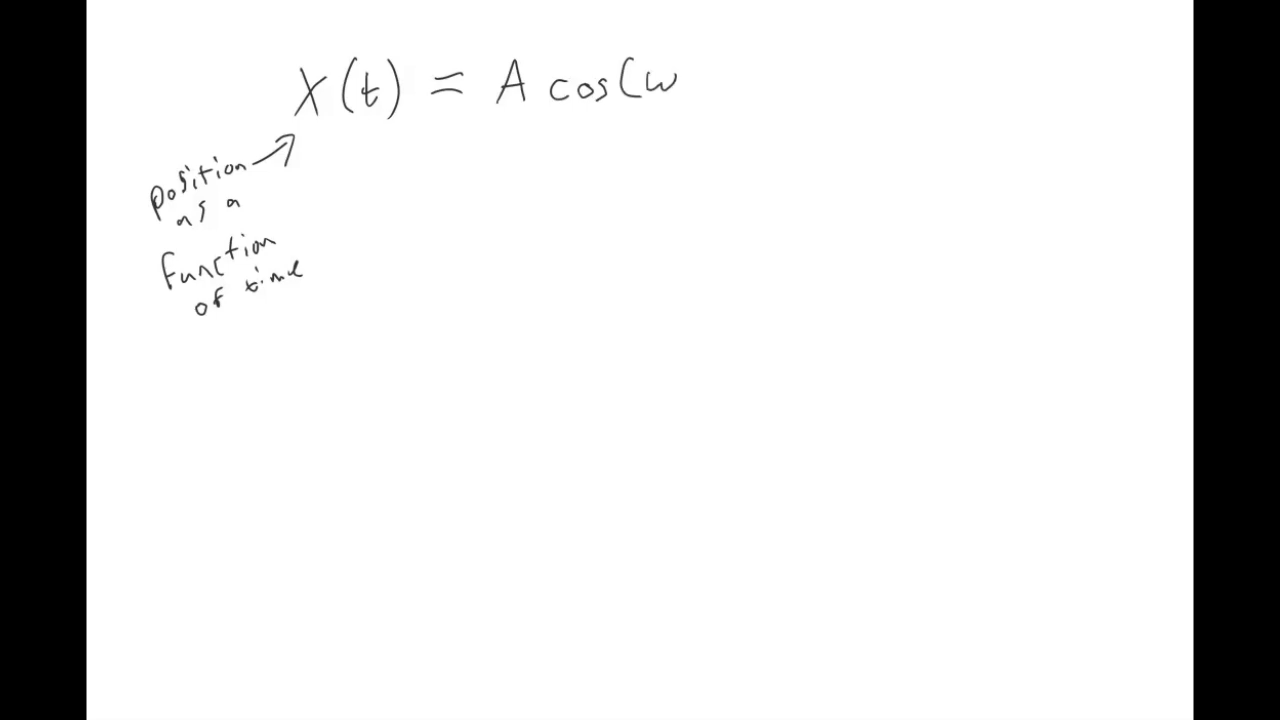 X(t) = A cos(ω
position
as a
function
of time